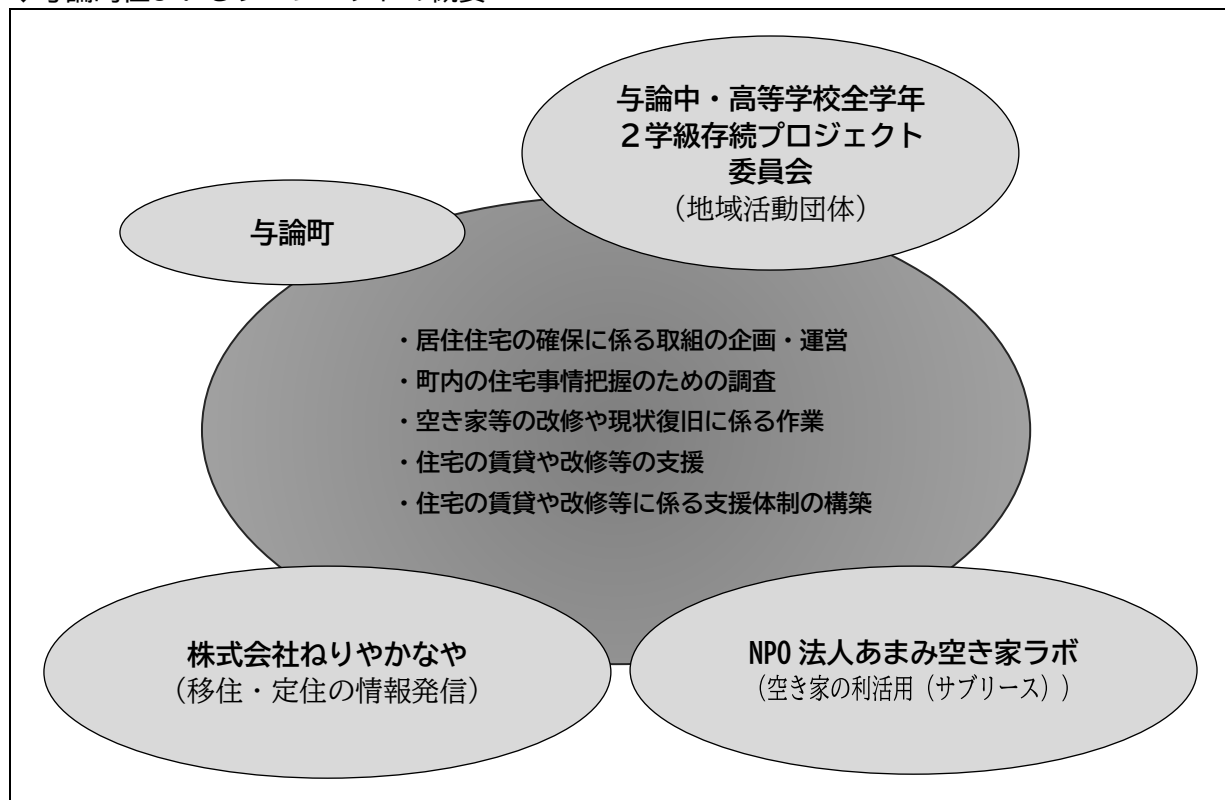 与論中・高等学校全学年
２学級存続プロジェクト
委員会
（地域活動団体）
与論町
・居住住宅の確保に係る取組の企画・運営
・町内の住宅事情把握のための調査
・空き家等の改修や現状復旧に係る作業
・住宅の賃貸や改修等の支援
・住宅の賃貸や改修等に係る支援体制の構築
株式会社ねりやかなや
（移住・定住の情報発信）
NPO 法人あまみ空き家ラボ
（空き家の利活用（サブリース））